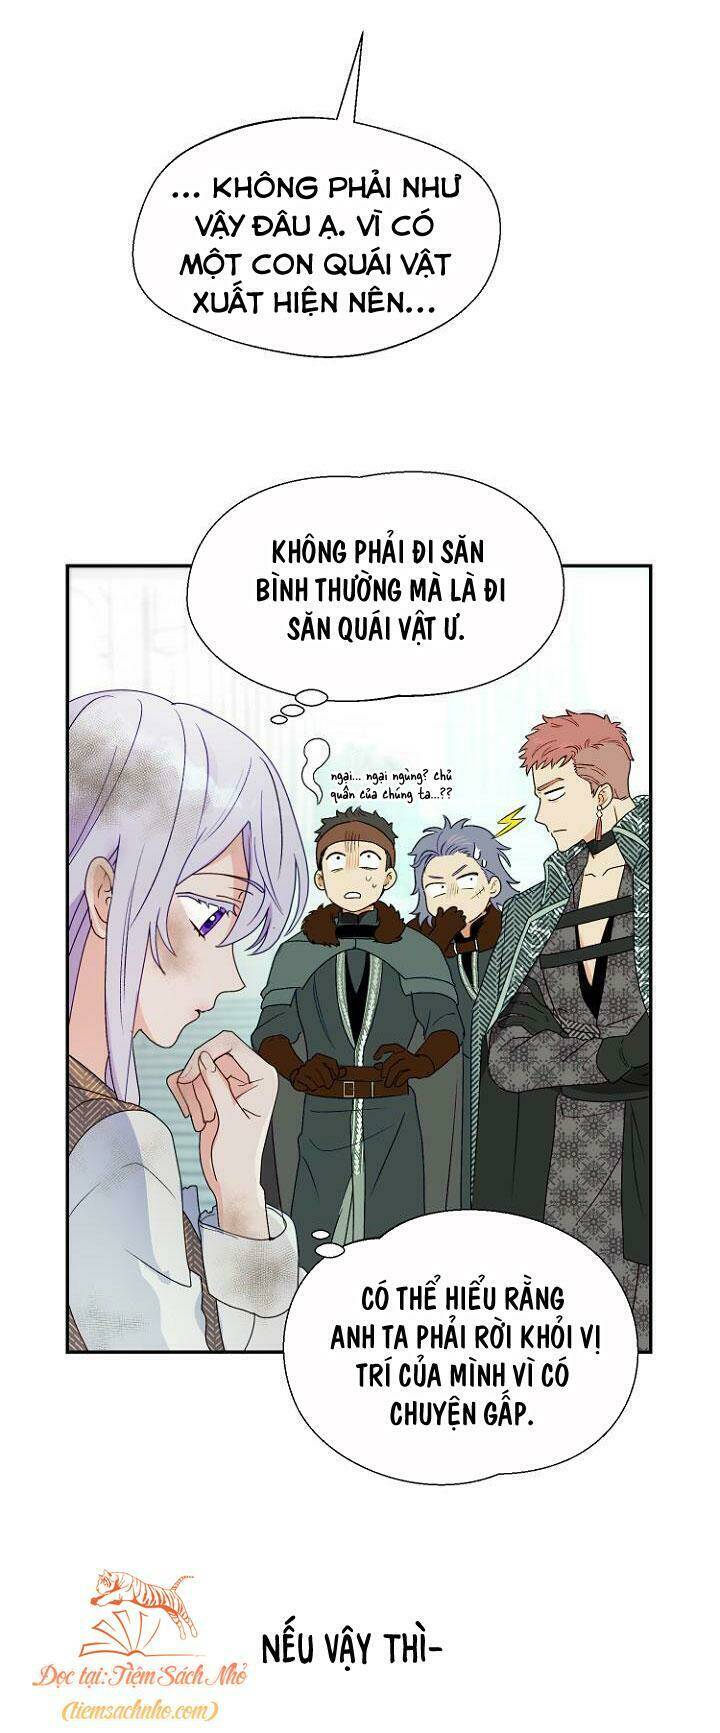 ... KHÔNG PHẢI NHƯ
VẬY ĐÂU Ạ. VÌ CÓ
MỘT CON QUÁI VẬT
XUẤT HIỆN NÊN...
KHÔNG PHẢI ĐI SĂN
BÌNH THƯỜNG MÀ LÀ ĐI
SĂN QUÁI VẬT Ư.
ngại... ngại ngùng? chủ
quân của chúng ta...??
CÓ THỂ HIỂU RẰNG
ANH TA PHẢI RỜI KHỎI VỊ
TRÍ CỦA MÌNH VÌ CÓ
CHUYỆN GẤP.
NẾU VẬY THÌ-
Đọc tại: Tiệm Sách Nhỏ
(tiemsachnho.com)